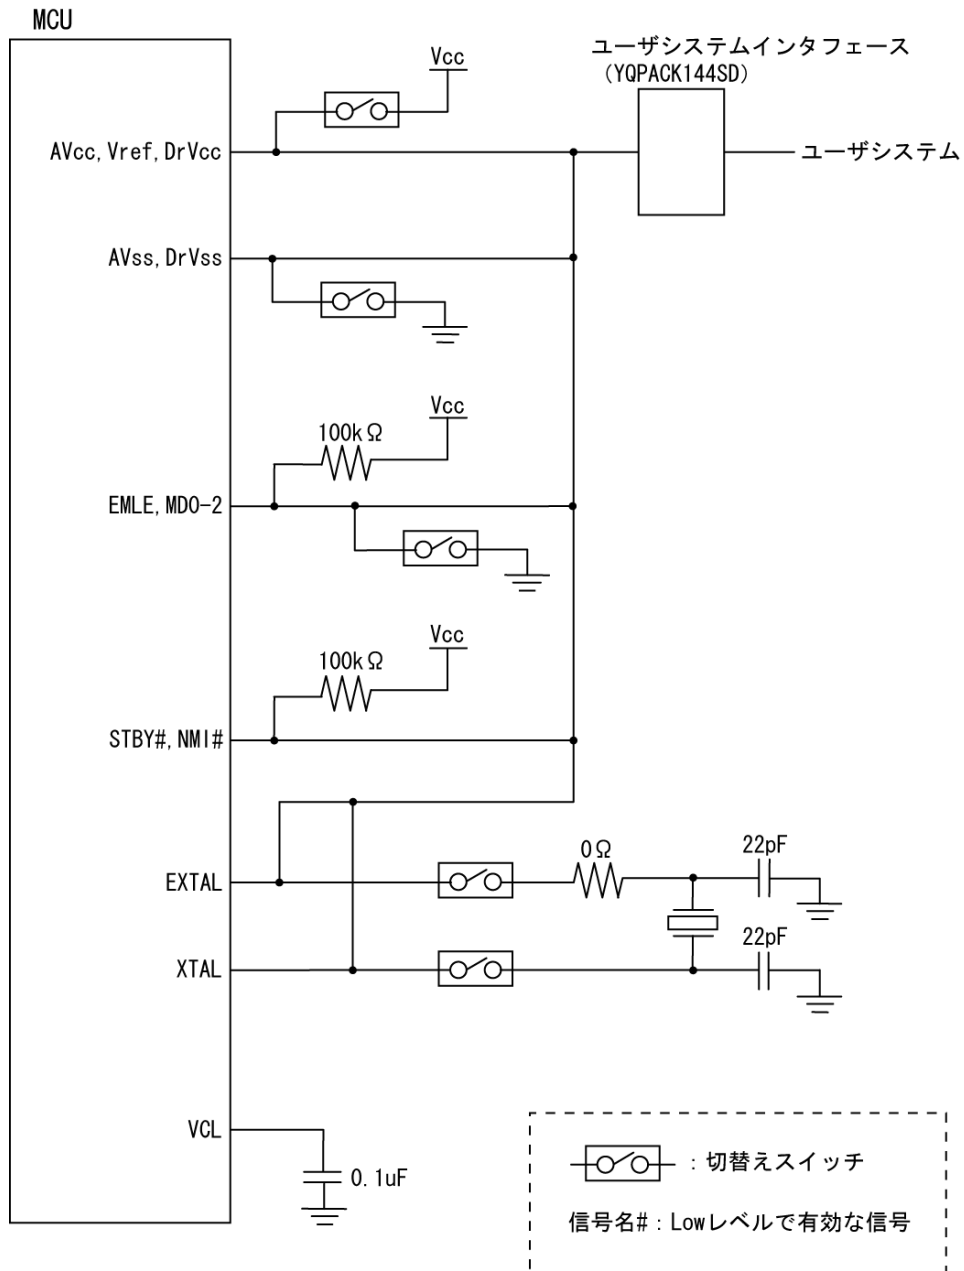 MCU
ユーザシステムインタフェース
(YQPACK144SD)
Vcc
AVcc, Vref, DrVcc
ユーザシステム
AVss, DrVss
Vcc
100kΩ
EMLE, MD0-2
Vcc
100kΩ
STBY#, NMI#
0Ω
22pF
EXTAL
22pF
XTAL
VCL
0.1uF
：切替えスイッチ
信号名#：Lowレベルで有効な信号